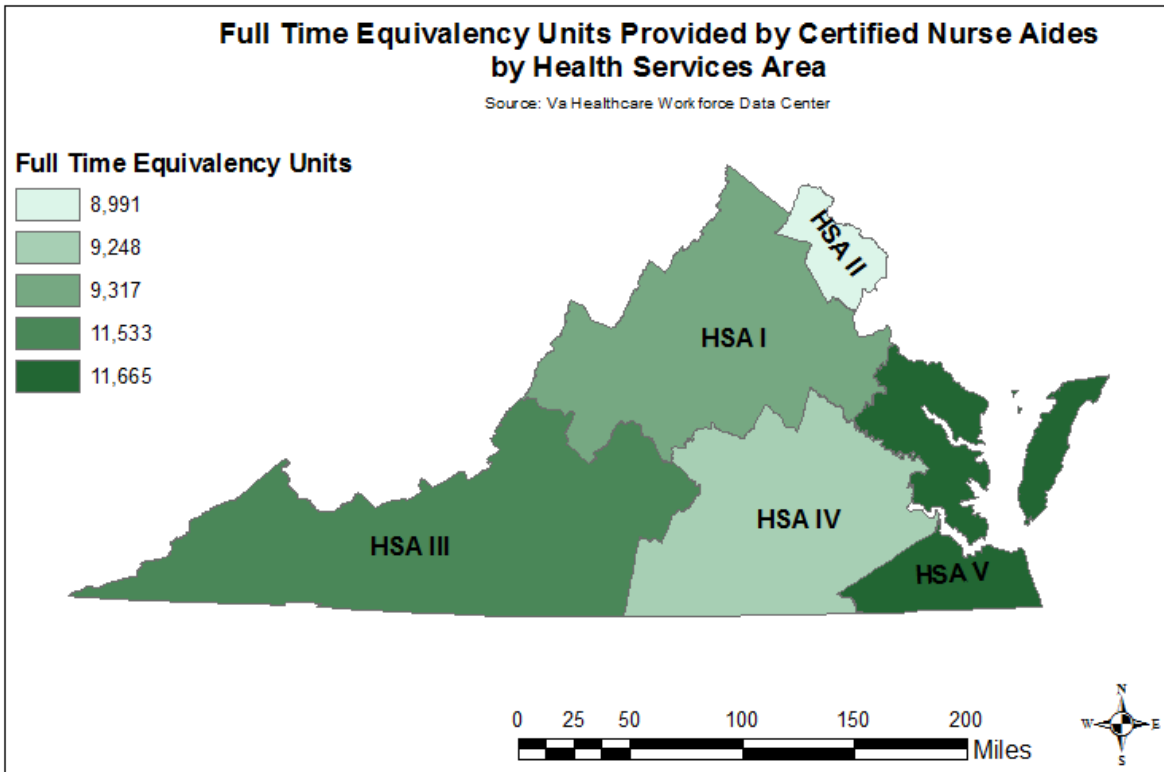 Full Time Equivalency Units Provided by Certified Nurse Aides
by Health Services Area
Source: Va Healthcare Workforce Data Center
Full Time Equivalency Units
8,991
9,248
9,317
11,533
11,665
HSA II
HSA I
HSA IV
HSA III
HSA V
0 25 50 100 150 200
Miles
N
W E
S